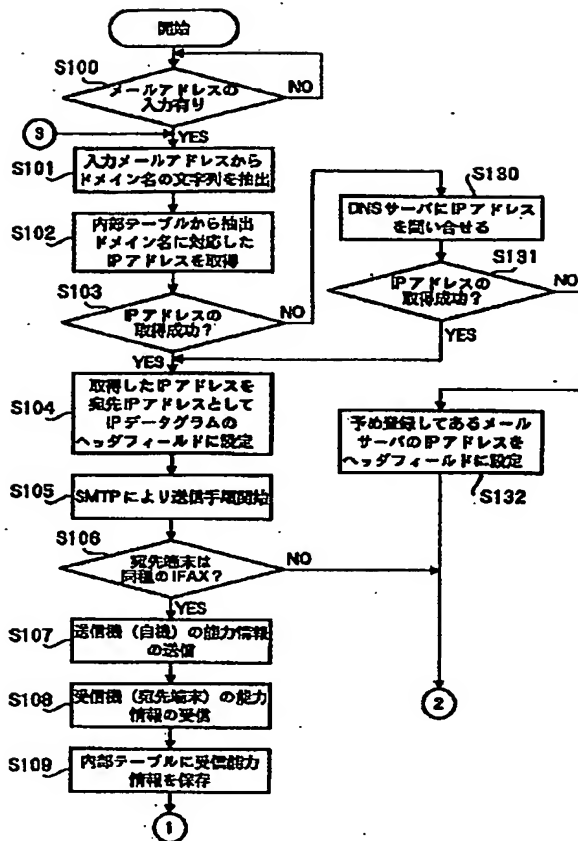 開始
S100
メールアドレスの
入力有り
NO
3
YES
S101
入力メールアドレスから
ドメイン名の文字列を抽出
S102
内部テーブルから抽出
ドメイン名に対応した
IPアドレスを取得
S103
IPアドレスの
取得成功?
NO
YES
S130
DNSサーバにIPアドレス
を問い合せる
S131
IPアドレスの
取得成功?
NO
YES
S104
取得したIPアドレスを
宛先IPアドレスとして
IPデータグラムの
ヘッダフィールドに設定
予め登録してあるメール
サーバのIPアドレスを
ヘッダフィールドに設定
S132
S105
SMTPにより送信手順開始
S106
宛先端末は
同種のIFAX?
NO
YES
S107
送信機(自機)の能力情報
の送信
S108
受信機(宛先端末)の能力
情報の受信
2
S109
内部テーブルに受信能力
情報を保存
1